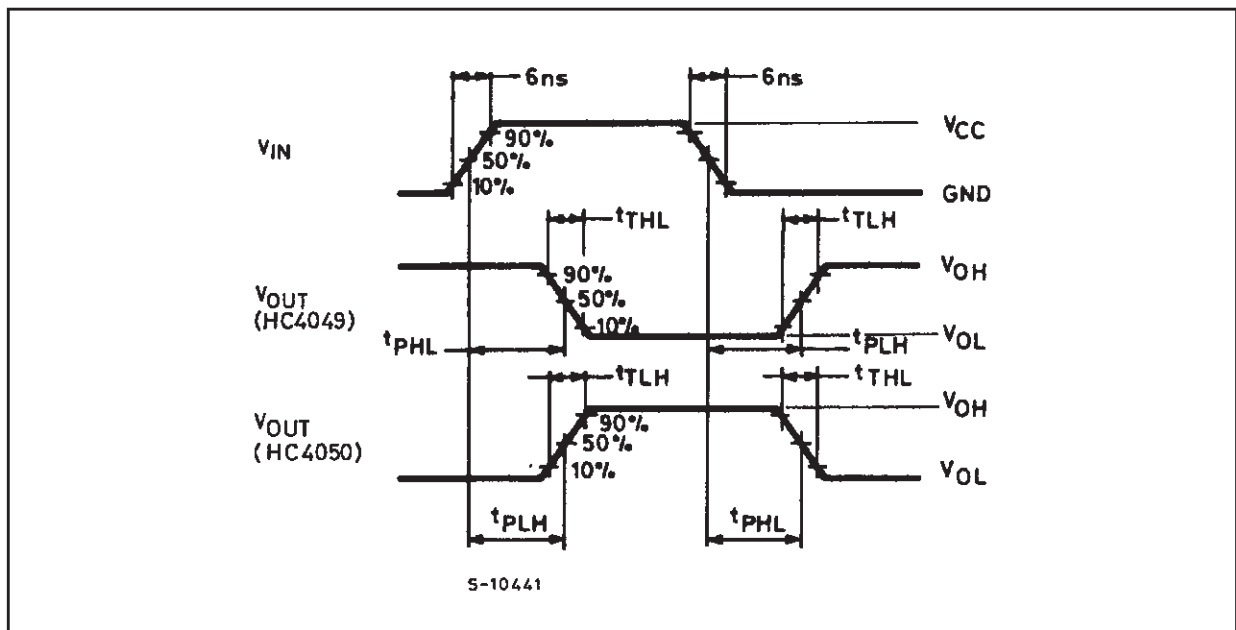 6ns 6ns
VIN 90% VCC
50%
10% GND
tTHL tTLH
90% VOH
VOUT 50%
(HC4049) 10%
tPHL tPLH VOL
tTLH tTHL
VOUT 90% VOH
(HC4050) 50%
10% VOL
tPLH tPHL
S-10441